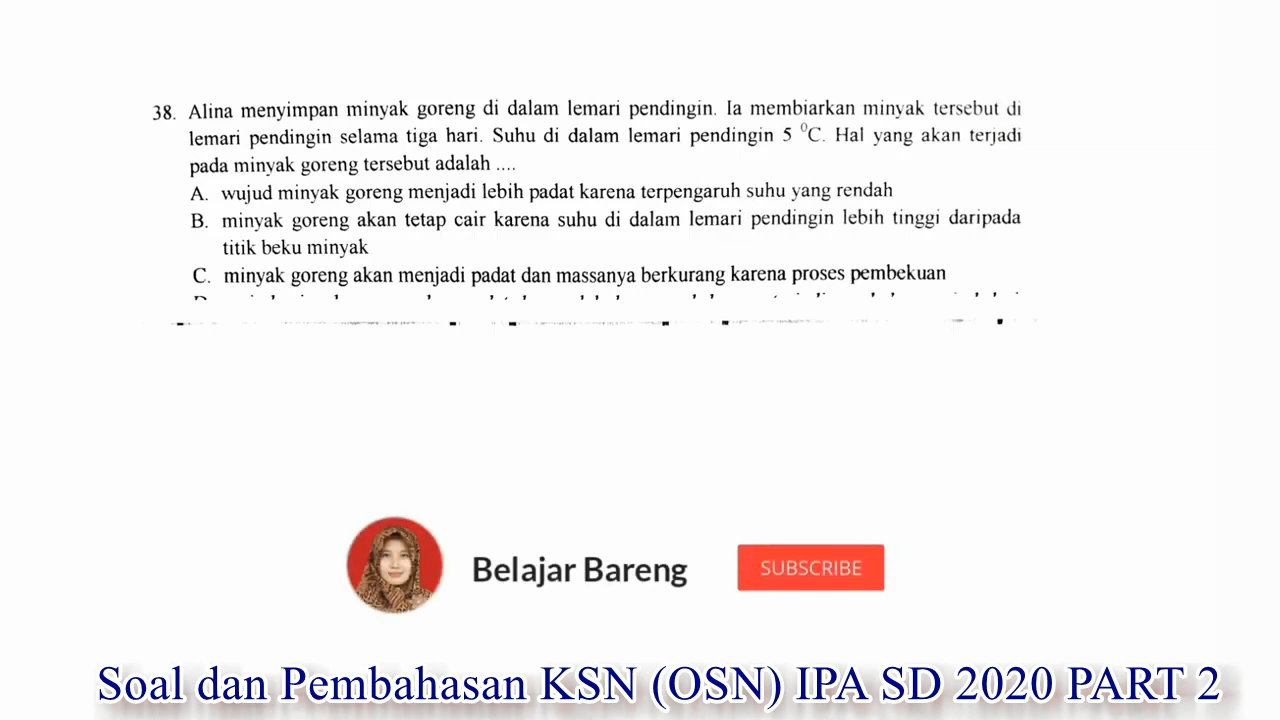 38. Alina menyimpan minyak goreng di dalam lemari pendingin. Ia membiarkan minyak tersebut di
lemari pendingin selama tiga hari. Suhu di dalam lemari pendingin 5 ⁰C. Hal yang akan terjadi
pada minyak goreng tersebut adalah ....
A. wujud minyak goreng menjadi lebih padat karena terpengaruh suhu yang rendah
B. minyak goreng akan tetap cair karena suhu di dalam lemari pendingin lebih tinggi daripada
titik beku minyak
C. minyak goreng akan menjadi padat dan massanya berkurang karena proses pembekuan
Belajar Bareng
SUBSCRIBE
Soal dan Pembahasan KSN (OSN) IPA SD 2020 PART 2